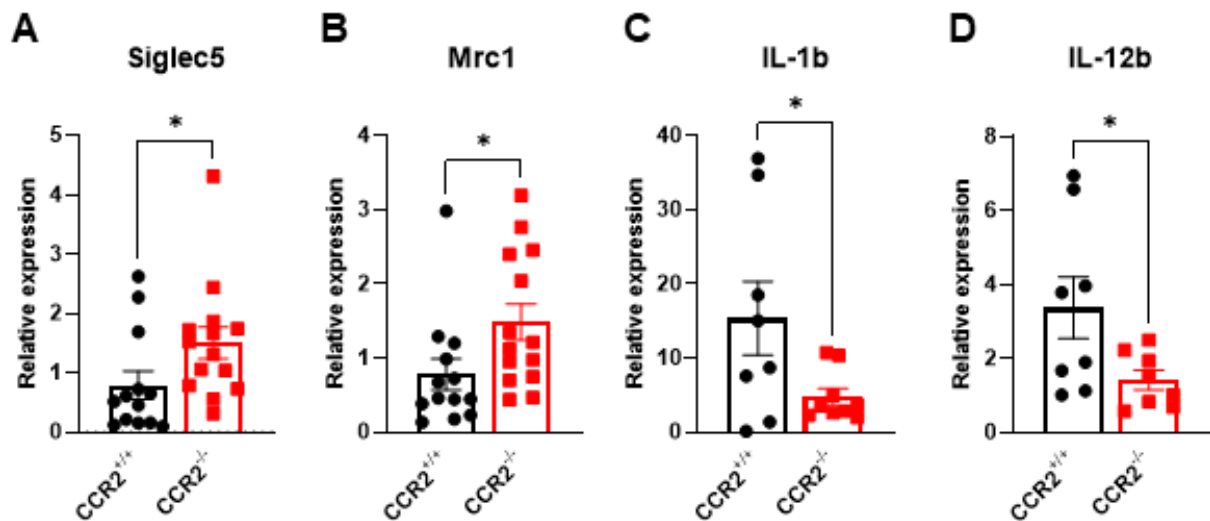 A
Siglec5
*
5
4
3
2
1
0
Relative expression
CCR2+/+
CCR2-/-
B
Mrc1
*
4
3
2
1
0
Relative expression
CCR2+/+
CCR2-/-
C
IL-1b
*
40
30
20
10
0
Relative expression
CCR2+/+
CCR2-/-
D
IL-12b
*
8
6
4
2
0
Relative expression
CCR2+/+
CCR2-/-